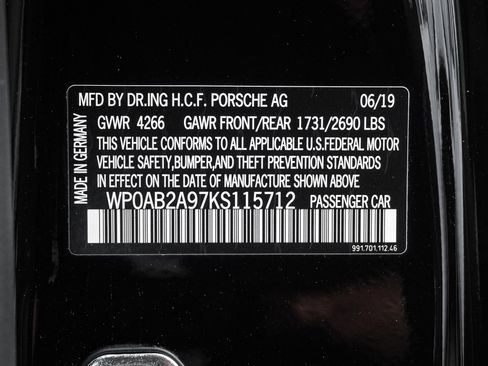 MFD BY DR.ING H.C.F. PORSCHE AG 06/19
GVWR 4266 GAWR FRONT/REAR 1731/2690 LBS
THIS VEHICLE CONFORMS TO ALL APPLICABLE U.S.FEDERAL MOTOR
VEHICLE SAFETY,BUMPER,AND THEFT PREVENTION STANDARDS
IN EFFECT ON THE DATE OF MANUFACTURE SHOWN ABOVE.
WP0AB2A97KS115712 PASSENGER CAR
991.701.112.46
MADE IN GERMANY